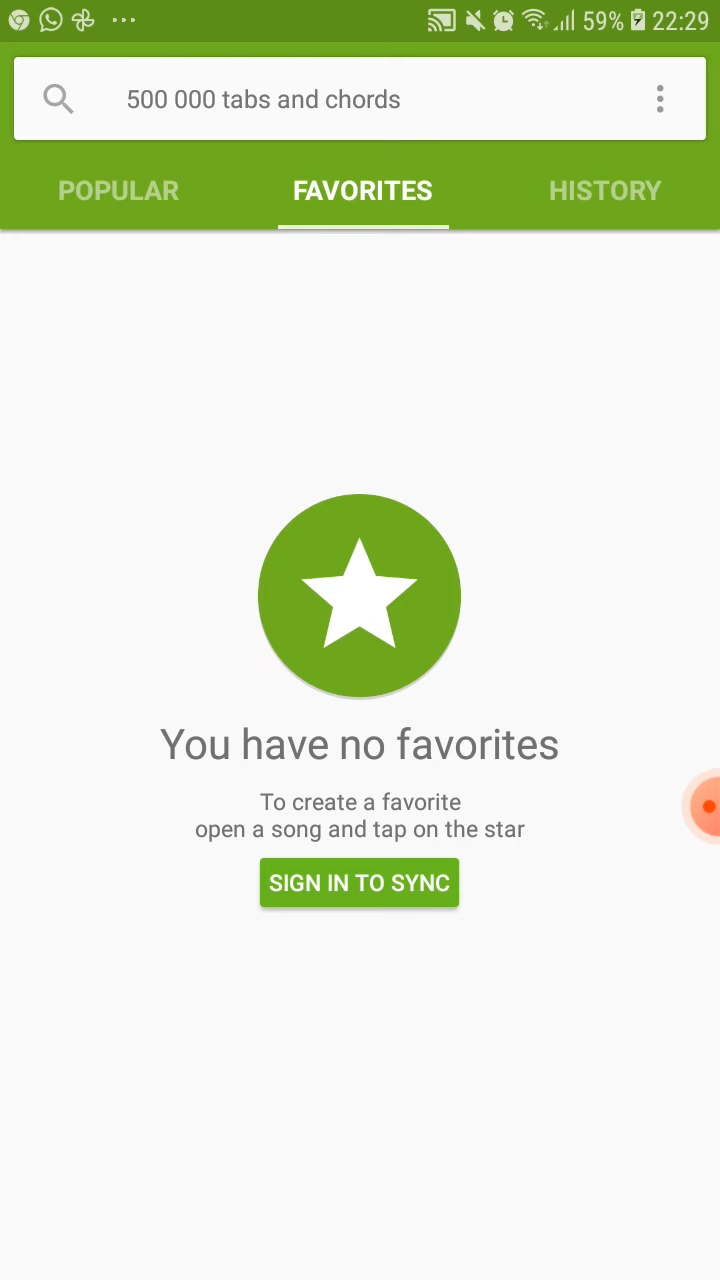 59% 22:29
500 000 tabs and chords
POPULAR FAVORITES HISTORY
You have no favorites
To create a favorite
open a song and tap on the star
SIGN IN TO SYNC